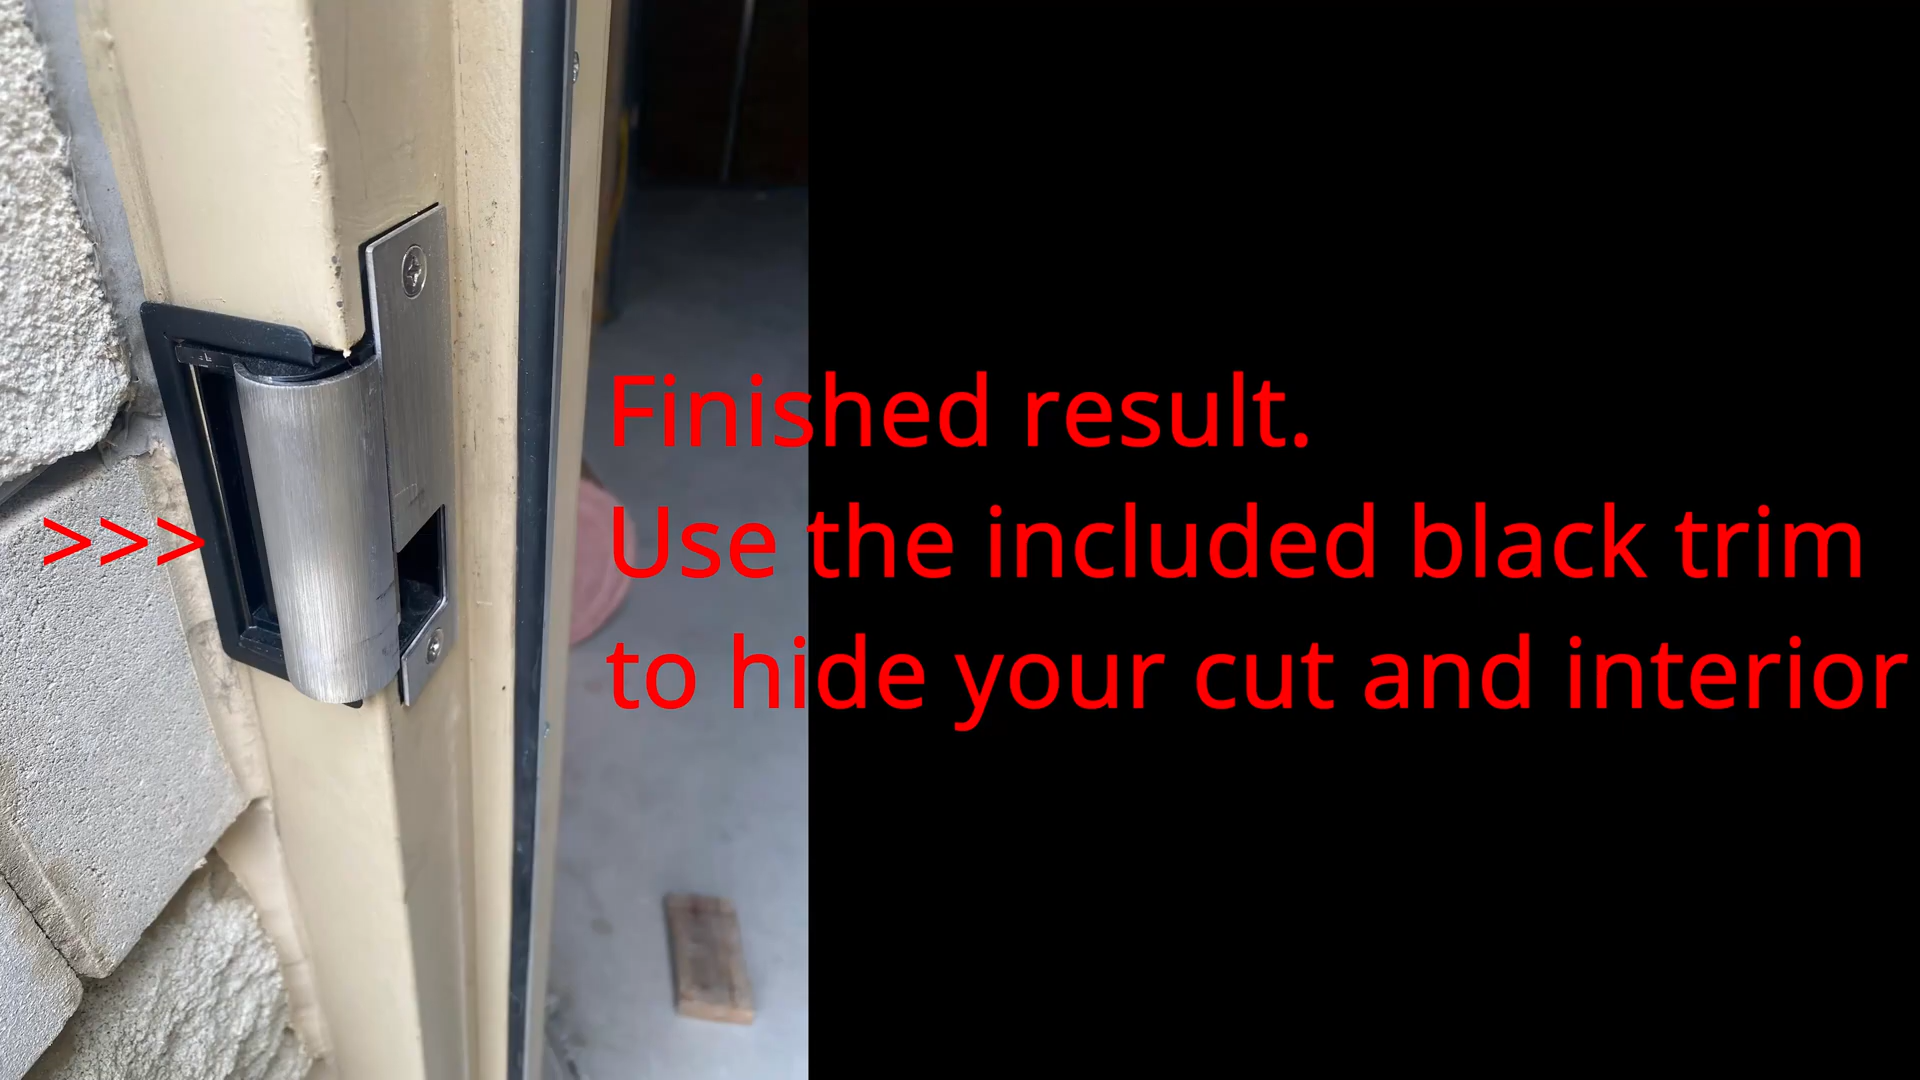 Finished result.
>>> Use the included black trim
to hide your cut and interior